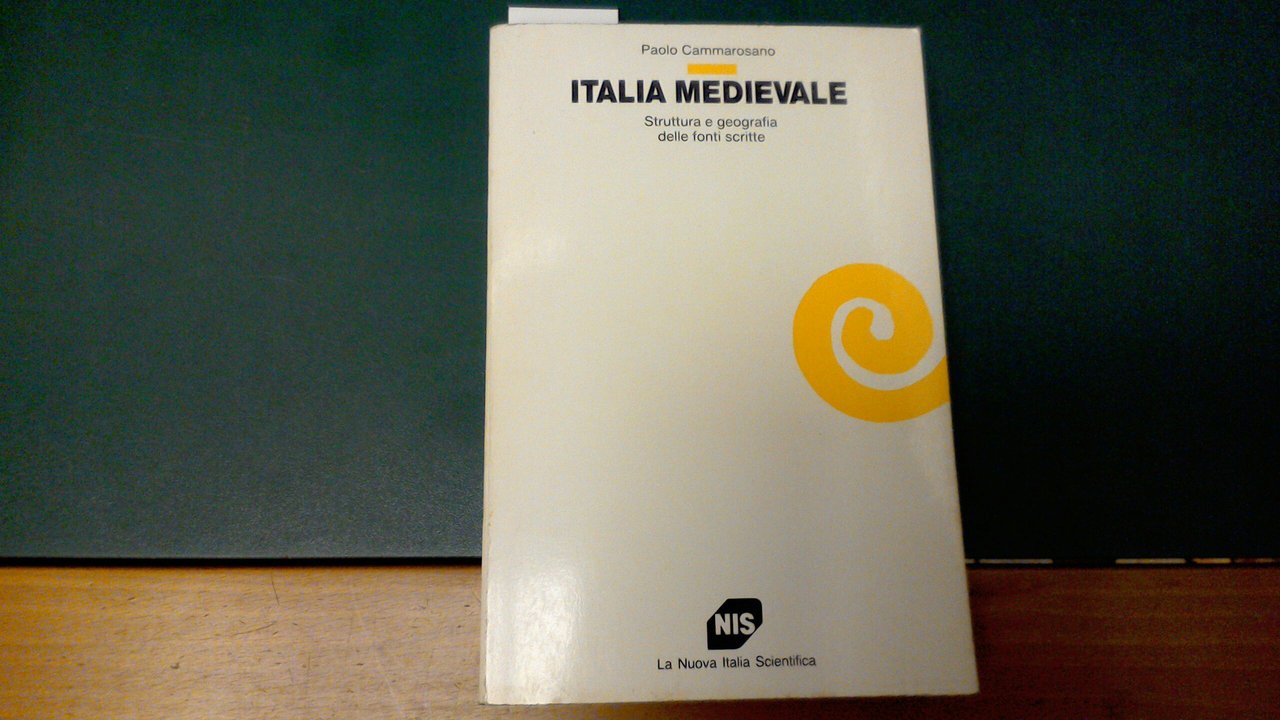 Paolo Cammarosano
ITALIA MEDIEVALE
Struttura e geografia
delle fonti scritte
NIS
La Nuova Italia Scientifica